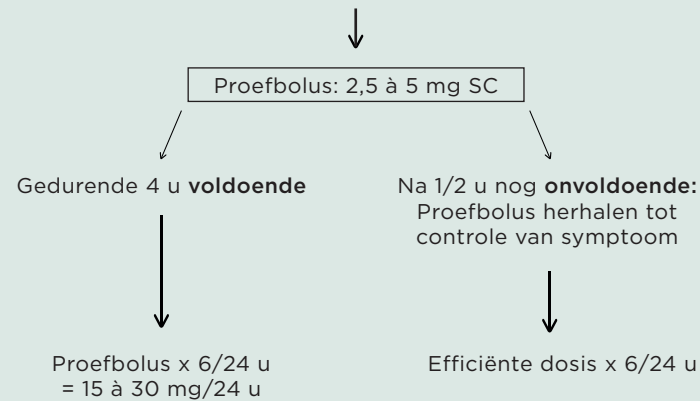 Proefbolus: 2,5 à 5 mg SC
Gedurende 4 u voldoende
Na 1/2 u nog onvoldoende:
Proefbolus herhalen tot
controle van symptoom
Proefbolus x 6/24 u
= 15 à 30 mg/24 u
Efficiënte dosis x 6/24 u